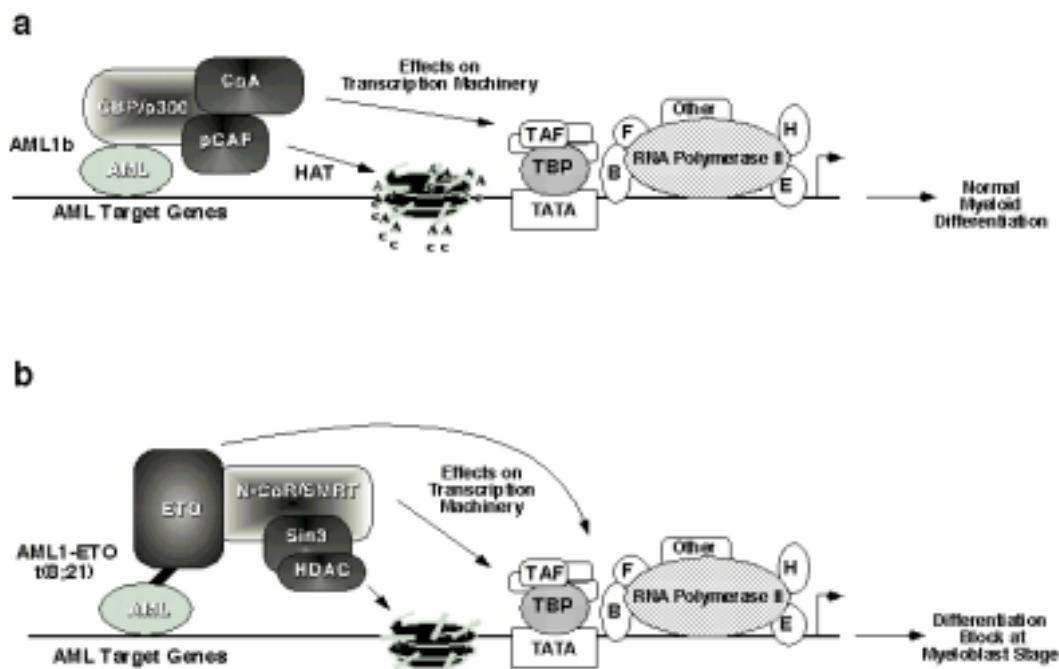 a
CoA
CBP/p300
pCAF
AML1b
AML
HAT
AML Target Genes
Effects on
Transcription Machinery
A
A
A
A
A
A
A
c
c
c
c
c
c
TAF
TBP
TATA
F
B
Other
RNA Polymerase II
H
E
Normal
Myeloid
Differentiation
b
ETO
N-CoR/SMRT
Sin3
HDAC
AML1-ETO
t(8;21)
AML
AML Target Genes
Effects on
Transcription
Machinery
TAF
TBP
TATA
F
B
Other
RNA Polymerase II
H
E
Differentiation
Block at
Myeloblast Stage